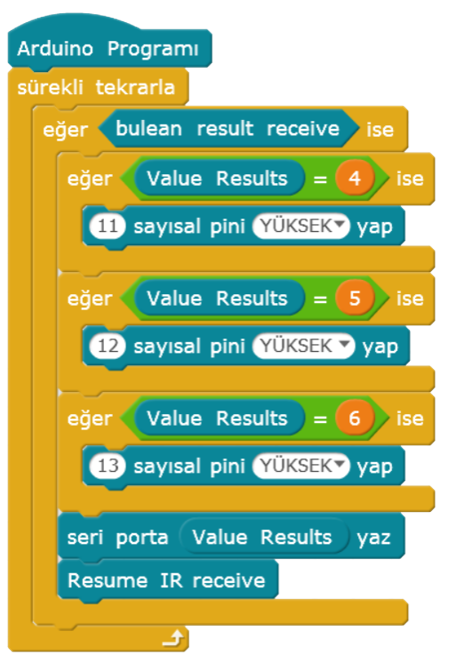 Arduino Programı
sürekli tekrarla
eğer bulean result receive ise
eğer Value Results = 4 ise
11 sayısal pini YÜKSEK yap
eğer Value Results = 5 ise
12 sayısal pini YÜKSEK yap
eğer Value Results = 6 ise
13 sayısal pini YÜKSEK yap
seri porta Value Results yaz
Resume IR receive